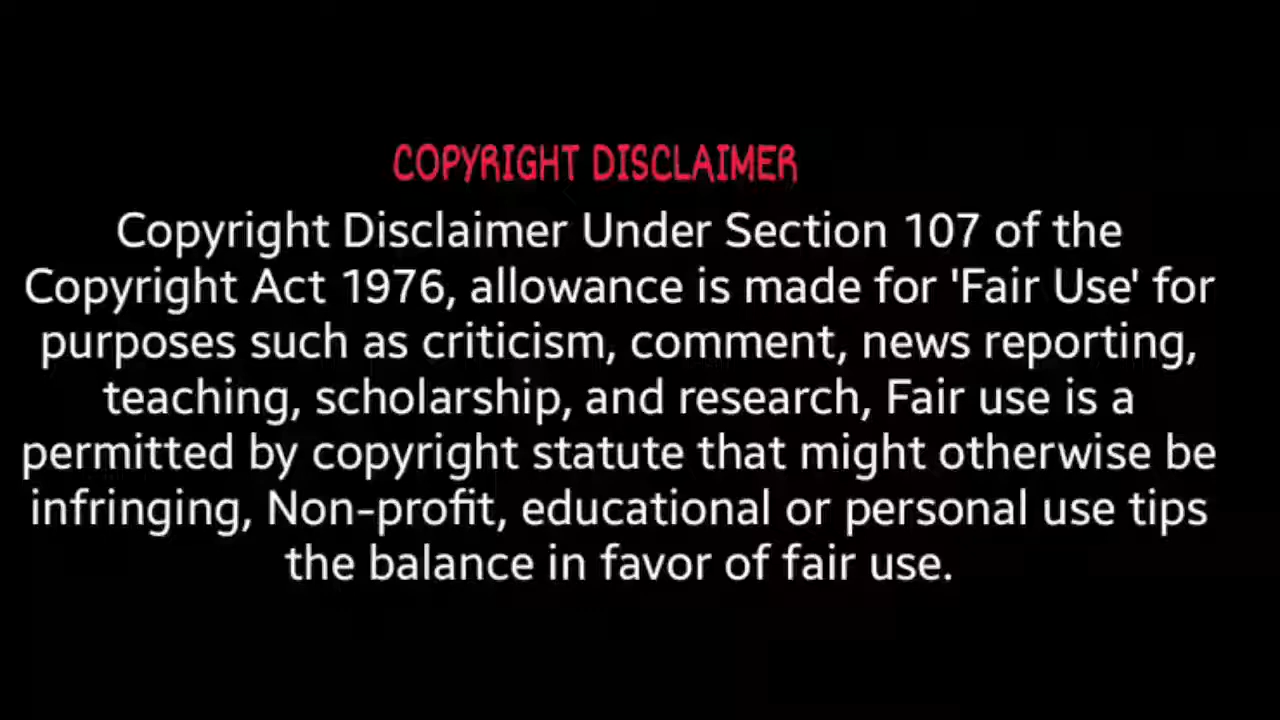 COPYRIGHT DISCLAIMER
Copyright Disclaimer Under Section 107 of the
Copyright Act 1976, allowance is made for 'Fair Use' for
purposes such as criticism, comment, news reporting,
teaching, scholarship, and research, Fair use is a
permitted by copyright statute that might otherwise be
infringing, Non-profit, educational or personal use tips
the balance in favor of fair use.